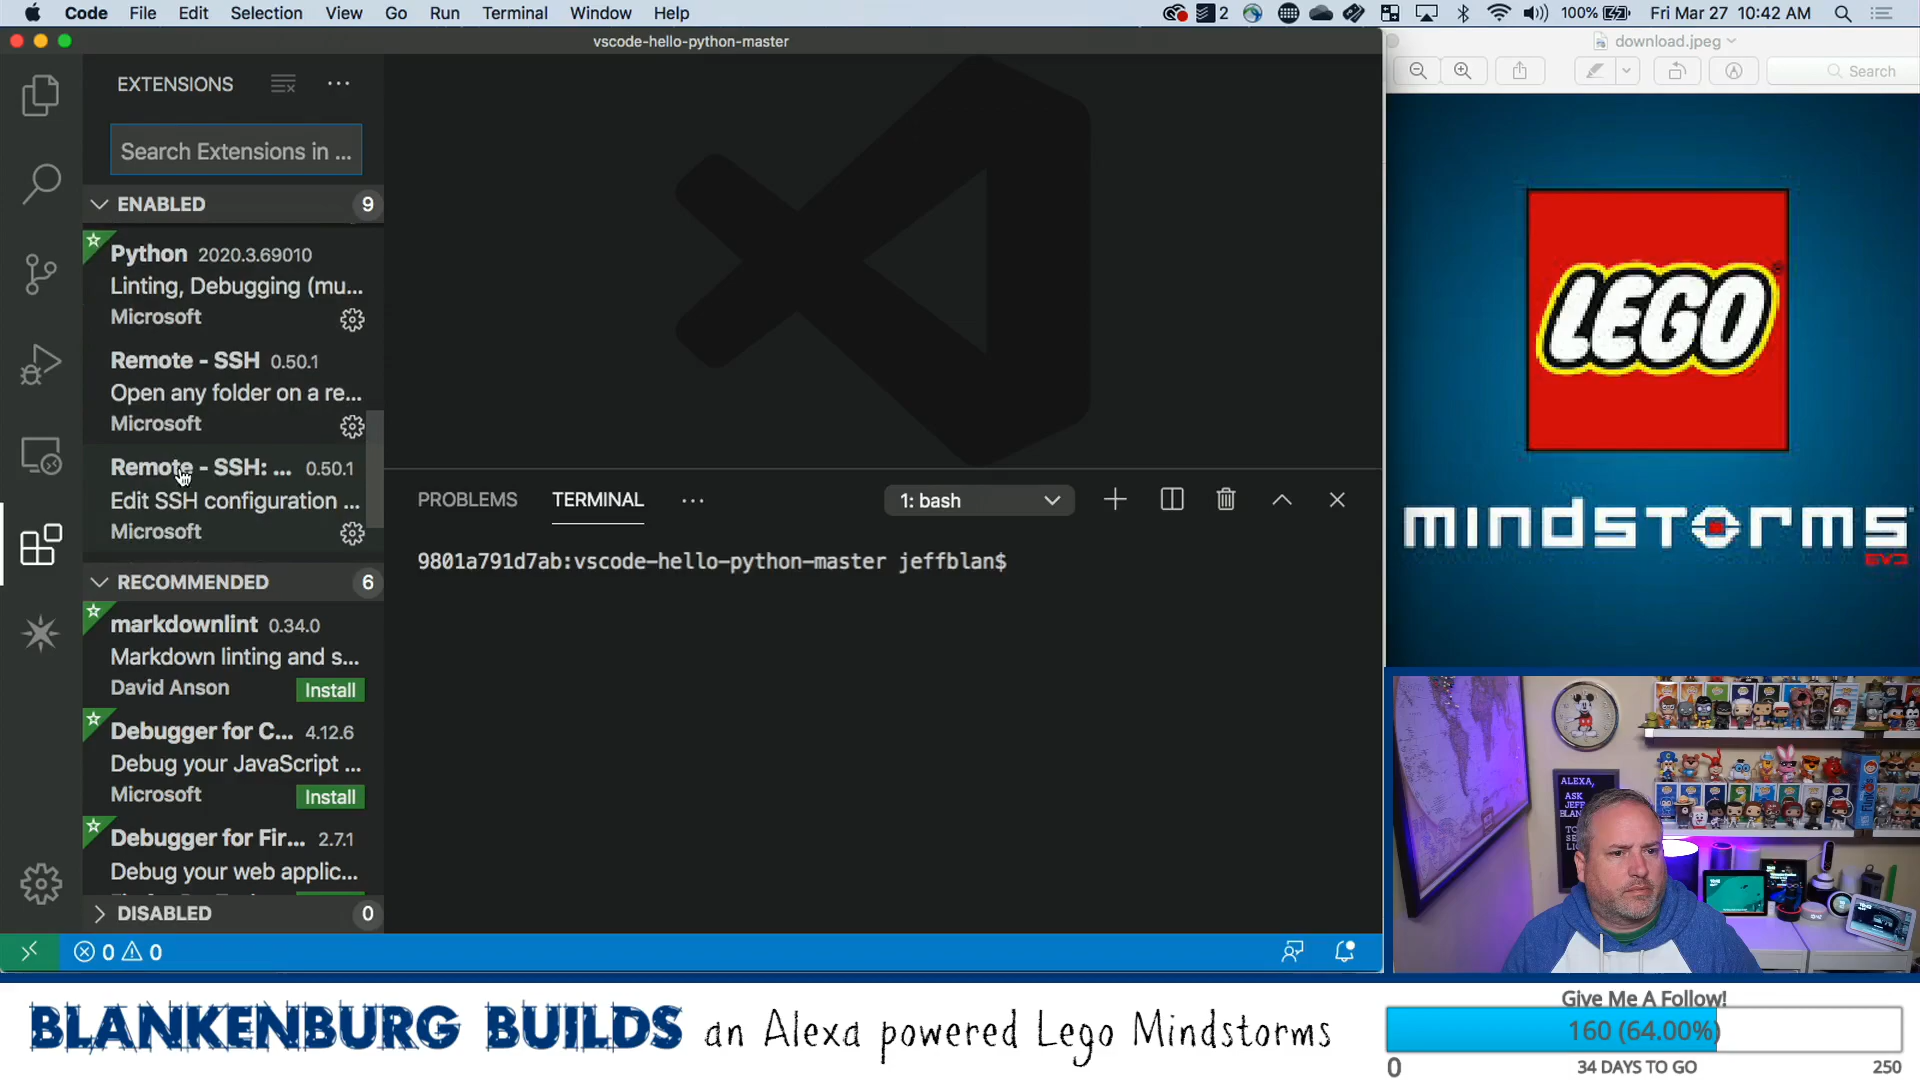 Code File Edit Selection View Go Run Terminal Window Help
2 100% Fri Mar 27 10:42 AM
vscode-hello-python-master
download.jpeg
Search
EXTENSIONS
Search Extensions in ...
ENABLED 9
Python 2020.3.69010
Linting, Debugging (mu...
Microsoft
Remote - SSH 0.50.1
Open any folder on a re...
Microsoft
Remote - SSH: ... 0.50.1
Edit SSH configuration ...
Microsoft
RECOMMENDED 6
markdownlint 0.34.0
Markdown linting and s...
David Anson Install
Debugger for C... 4.12.6
Debug your JavaScript ...
Microsoft Install
Debugger for Fir... 2.7.1
Debug your web applic...
DISABLED 0
0 0
PROBLEMS TERMINAL ... 1: bash
9801a791d7ab:vscode-hello-python-master jeffblan$
LEGO
mindstorms
EV3
ALEXA,
ASK
JEFF
BLANKENBURG BUILDS an Alexa powered Lego Mindstorms
Give Me A Follow!
160 (64.00%)
0 34 DAYS TO GO 250